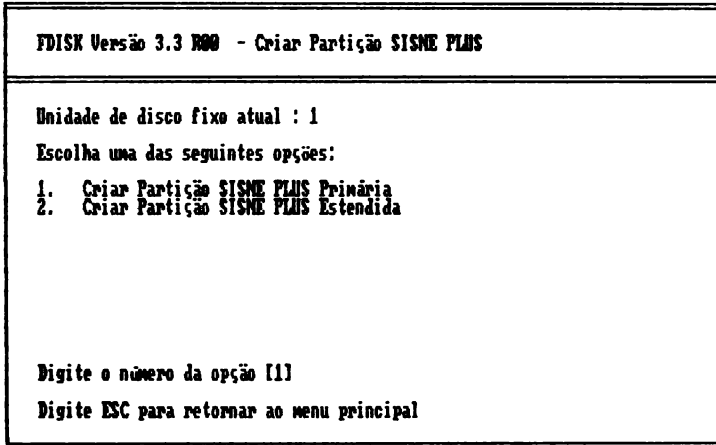 FDISK Versão 3.3 R00 - Criar Partição SISNE PLUS
Unidade de disco fixo atual : 1
Escolha uma das seguintes opções:
1. Criar Partição SISNE PLUS Primária
2. Criar Partição SISNE PLUS Estendida
Digite o número da opção [1]
Digite ESC para retornar ao menu principal